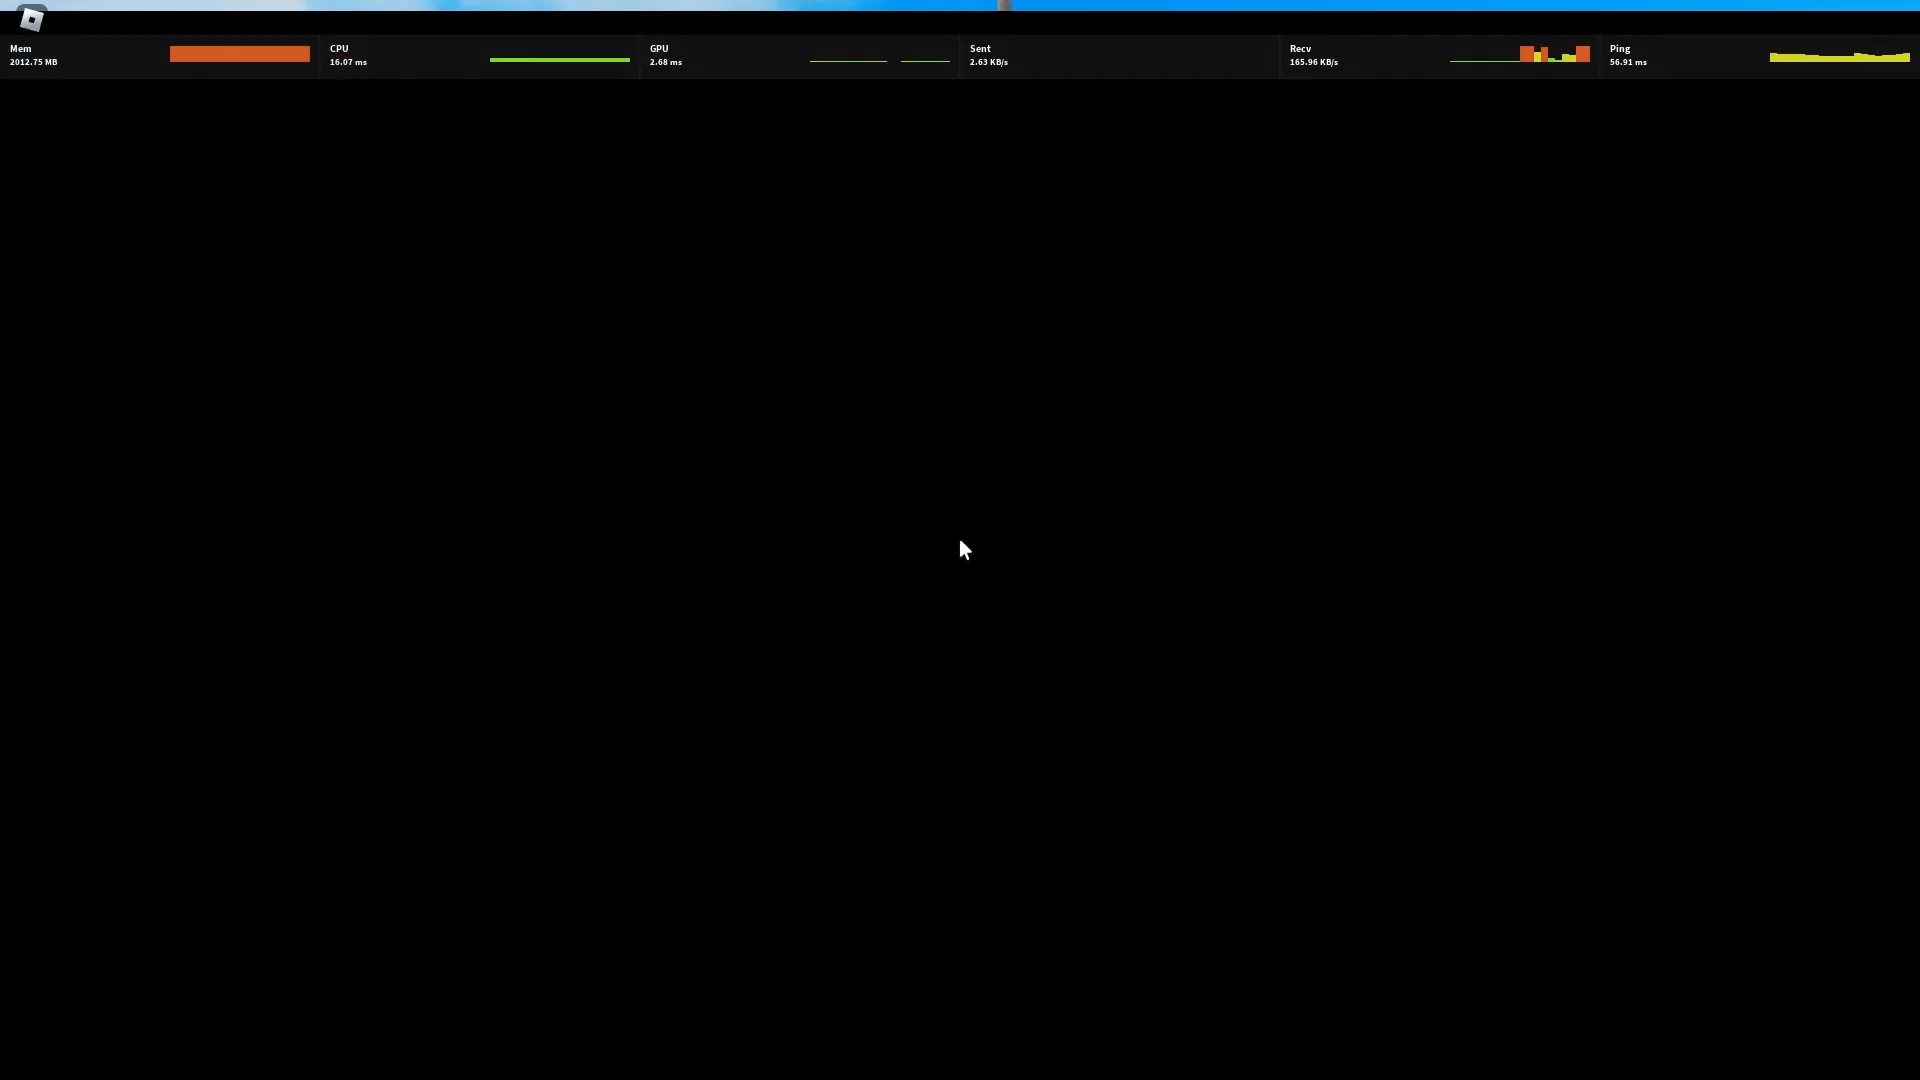 Mem
2012.75 MB
CPU
16.07 ms
GPU
2.68 ms
Sent
2.63 KB/s
Recv
165.96 KB/s
Ping
56.91 ms